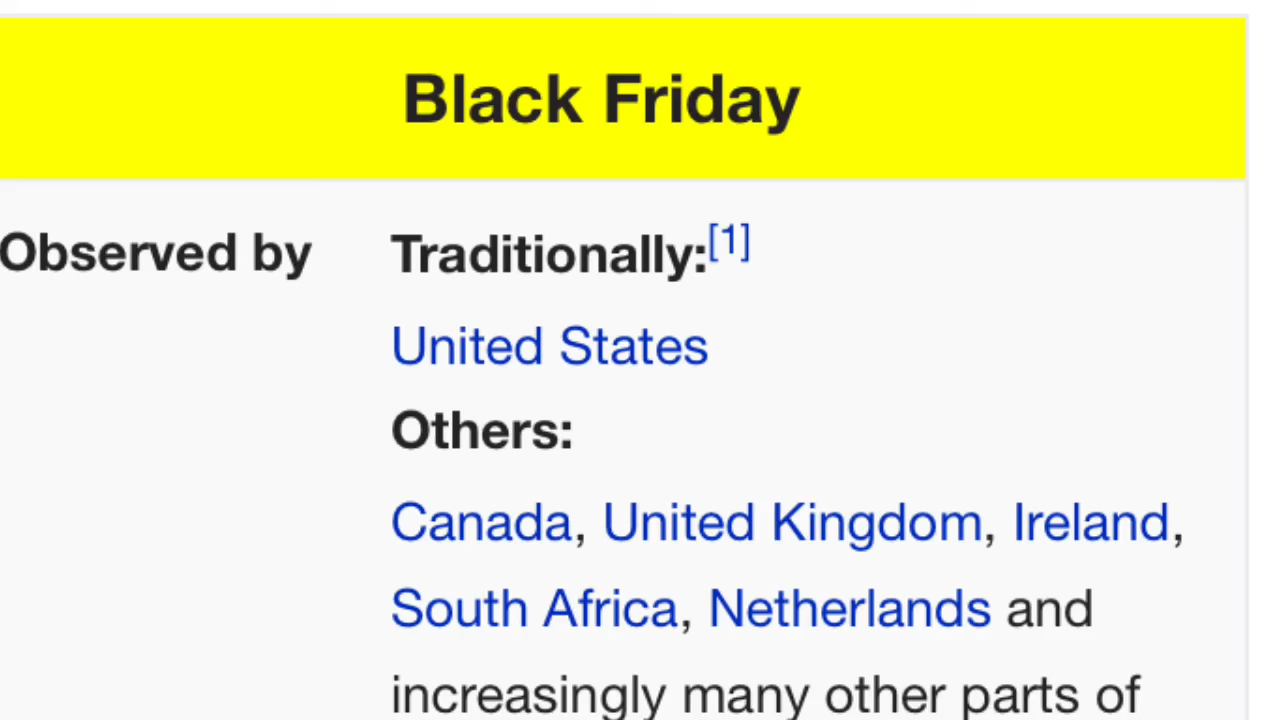 Black Friday
Observed by Traditionally:[1]
United States
Others:
Canada, United Kingdom, Ireland,
South Africa, Netherlands and
increasingly many other parts of